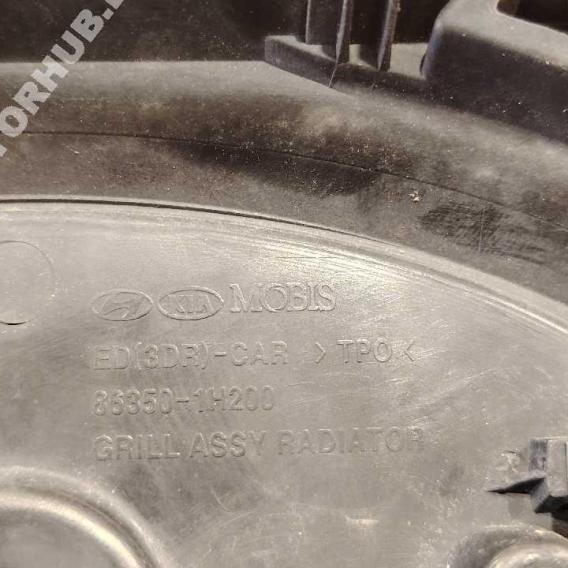 KIA MOBIS
ED(3DR)-CAR >TPO<
86350-1H200
GRILL ASSY RADIATOR